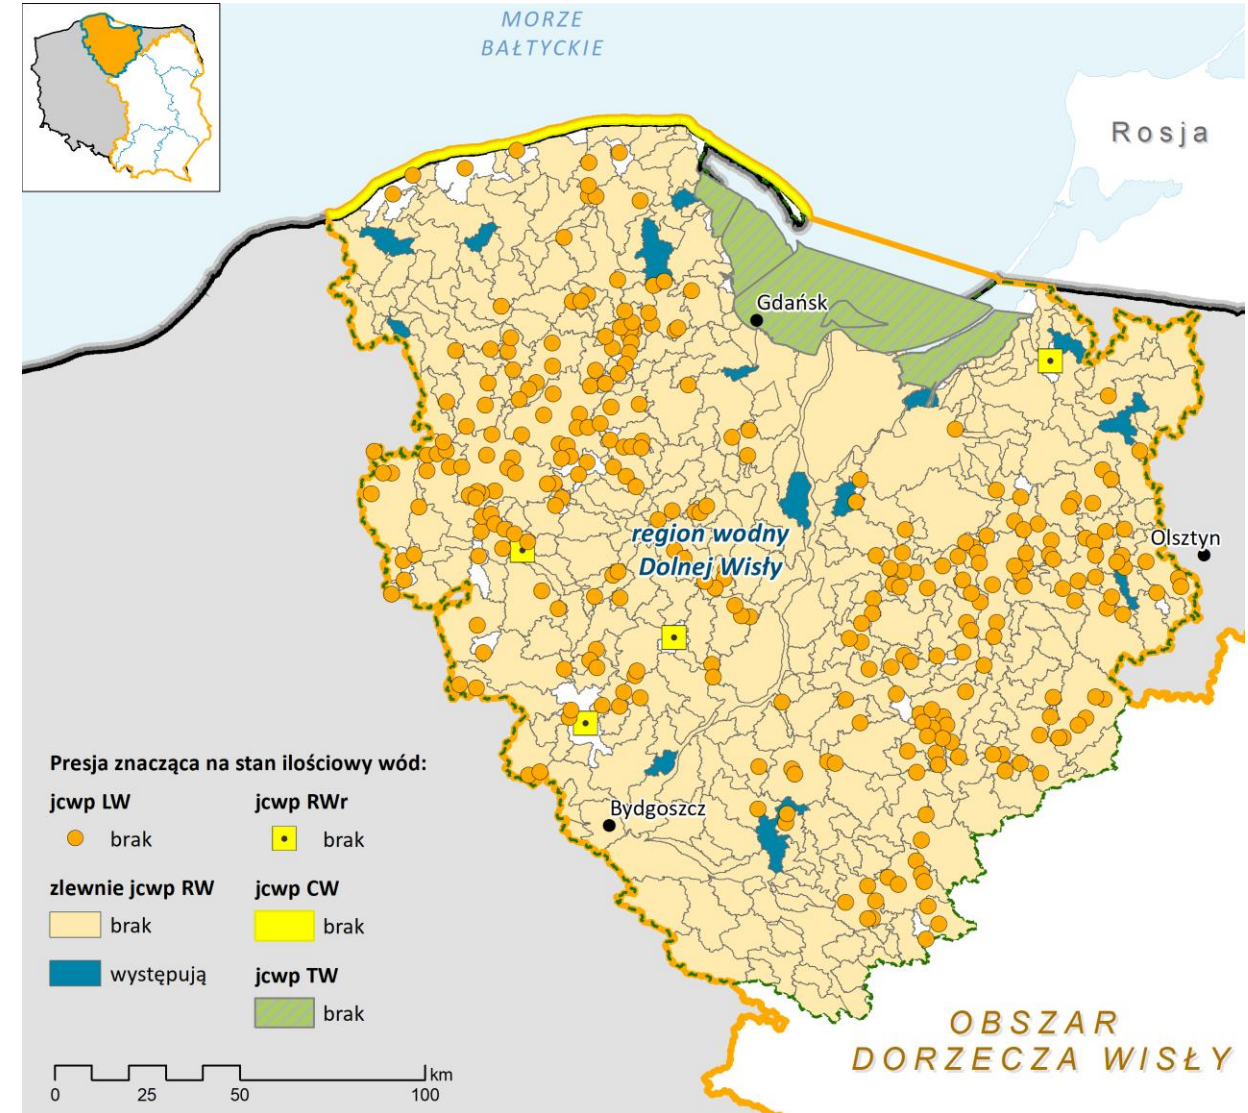 MORZE
BAŁTYCKIE
Rosja
Gdańsk
region wodny
Dolnej Wisły
Olsztyn
Bydgoszcz
Presja znacząca na stan ilościowy wód:
jcwp LW
brak
jcwp RWr
brak
zlewnie jcwp RW
brak
występują
jcwp CW
brak
jcwp TW
brak
OBSZAR
DORZECZA WISŁY
km
0 25 50 100